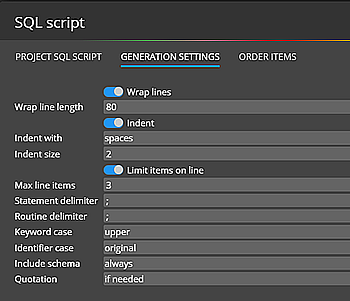 SQL script
PROJECT SQL SCRIPT GENERATION SETTINGS ORDER ITEMS
Wrap lines
Wrap line length 80
Indent
Indent with spaces
Indent size 2
Limit items on line
Max line items 3
Statement delimiter ;
Routine delimiter ;
Keyword case upper
Identifier case original
Include schema always
Quotation if needed